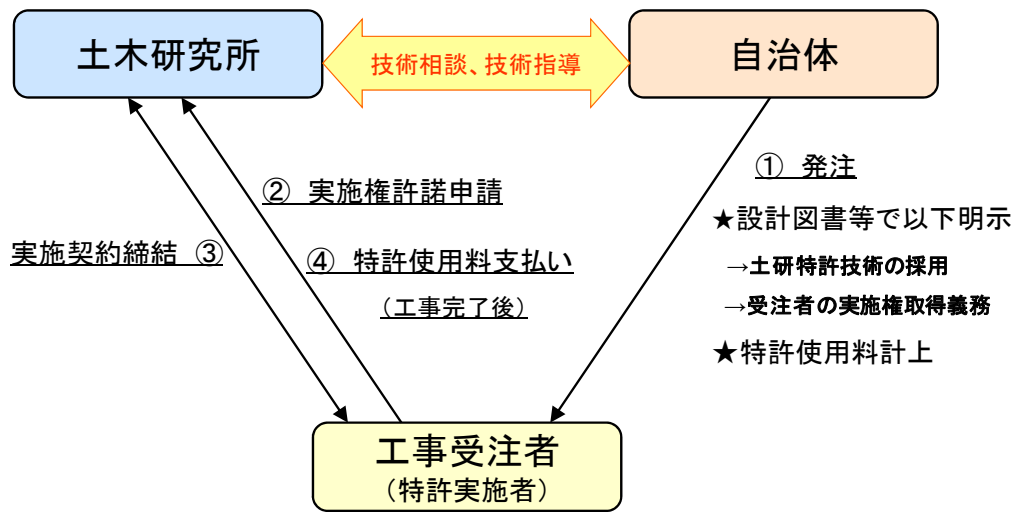 土木研究所
技術相談、技術指導
自治体
① 発注
② 実施権許諾申請
★設計図書等で以下明示
実施契約締結 ③
④ 特許使用料支払い
→土研特許技術の採用
(工事完了後)
→受注者の実施権取得義務
★特許使用料計上
工事受注者
(特許実施者)